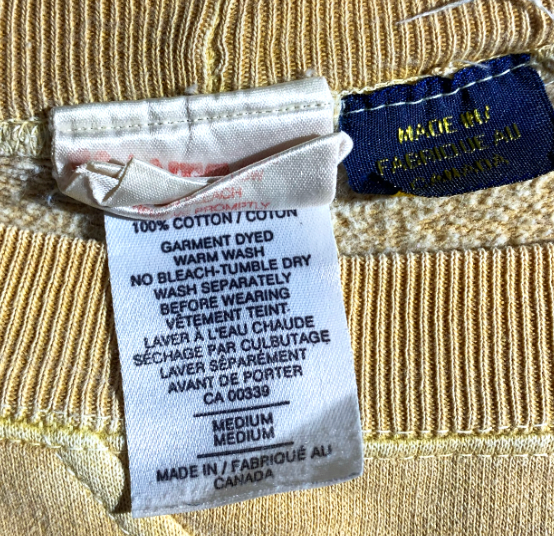 BLEACH
PROMPTLY
100% COTTON / COTON
GARMENT DYED
WARM WASH
NO BLEACH-TUMBLE DRY
WASH SEPARATELY
BEFORE WEARING
VÊTEMENT TEINT
LAVER À L'EAU CHAUDE
SÉCHAGE PAR CULBUTAGE
LAVER SÉPARÉMENT
AVANT DE PORTER
CA 00339
MEDIUM
MEDIUM
MADE IN / FABRIQUÉ AU
CANADA
MADE IN/
FABRIQUÉ AU
CANADA